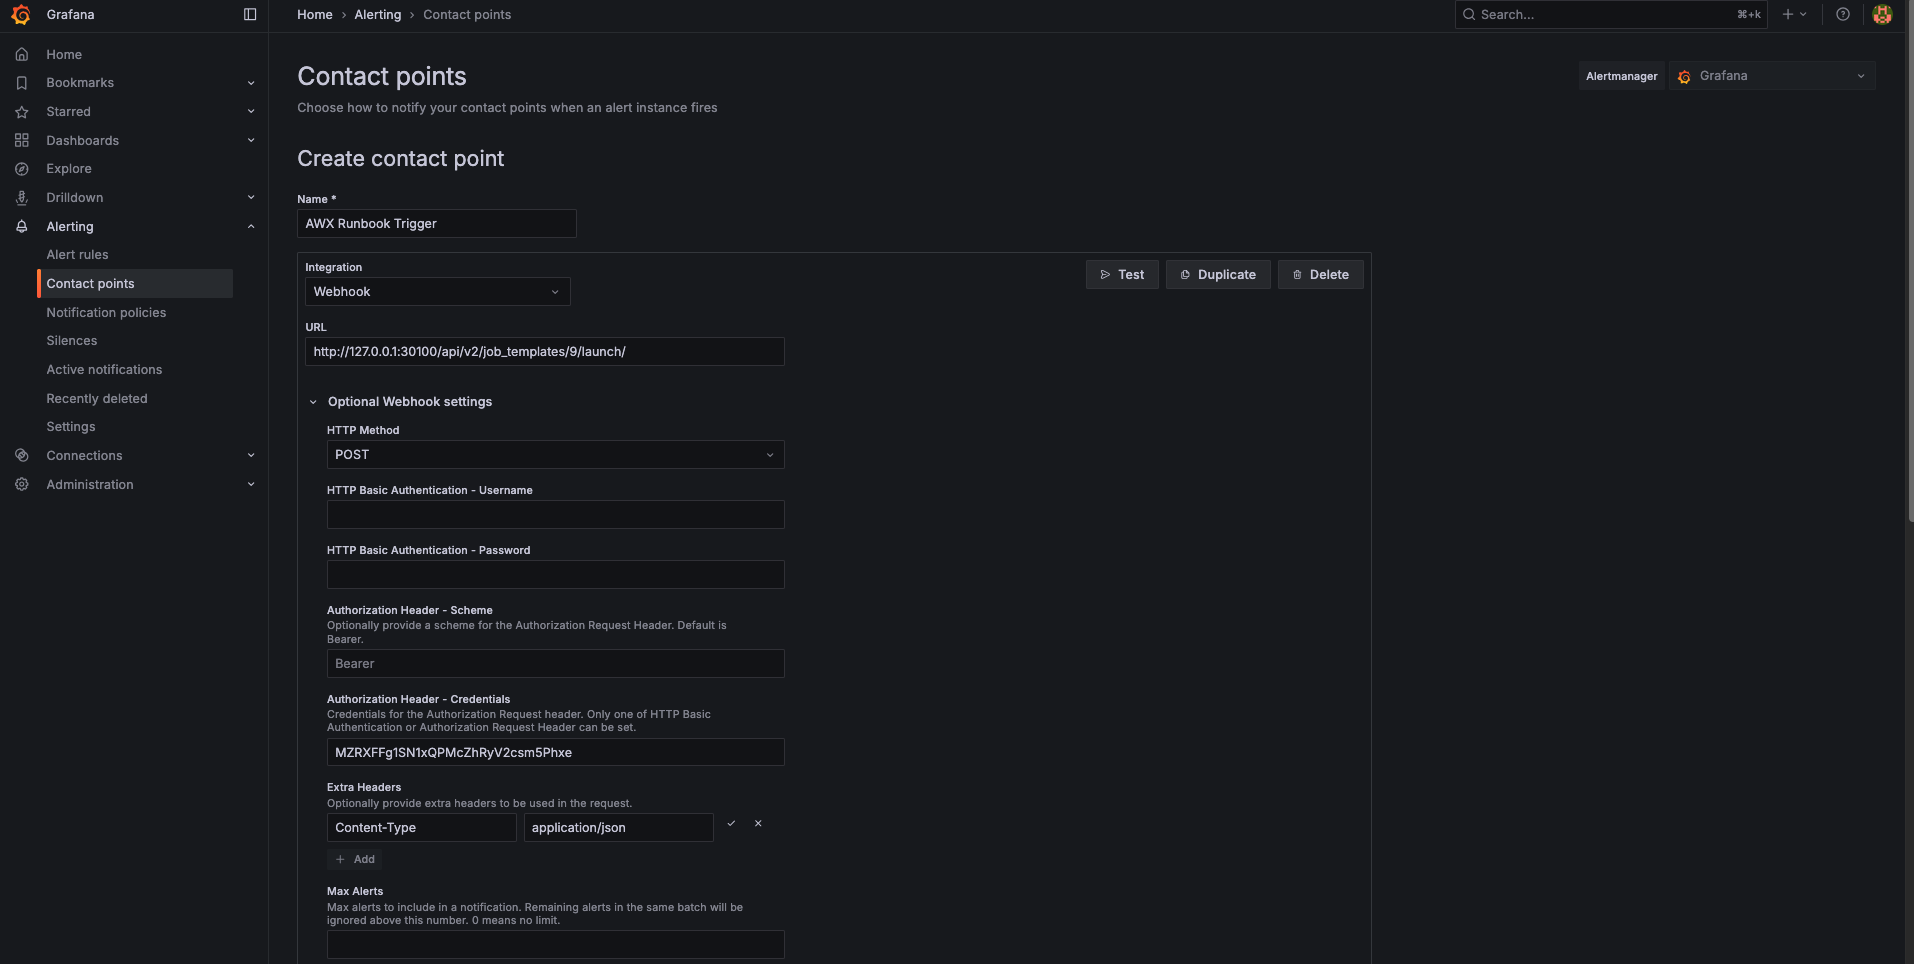 Grafana
Home › Alerting › Contact points
Search...
⌘+k
Home
Bookmarks
Starred
Dashboards
Explore
Drilldown
Alerting
Alert rules
Contact points
Notification policies
Silences
Active notifications
Recently deleted
Settings
Connections
Administration
Contact points
Choose how to notify your contact points when an alert instance fires
Alertmanager
Grafana
Create contact point
Name *
AWX Runbook Trigger
Integration
Webhook
Test
Duplicate
Delete
URL
http://127.0.0.1:30100/api/v2/job_templates/9/launch/
Optional Webhook settings
HTTP Method
POST
HTTP Basic Authentication - Username
HTTP Basic Authentication - Password
Authorization Header - Scheme
Optionally provide a scheme for the Authorization Request Header. Default is
Bearer.
Bearer
Authorization Header - Credentials
Credentials for the Authorization Request header. Only one of HTTP Basic
Authentication or Authorization Request Header can be set.
MZRXFFg1SN1xQPMcZhRyV2csm5Phxe
Extra Headers
Optionally provide extra headers to be used in the request.
Content-Type
application/json
Add
Max Alerts
Max alerts to include in a notification. Remaining alerts in the same batch will be
ignored above this number. 0 means no limit.